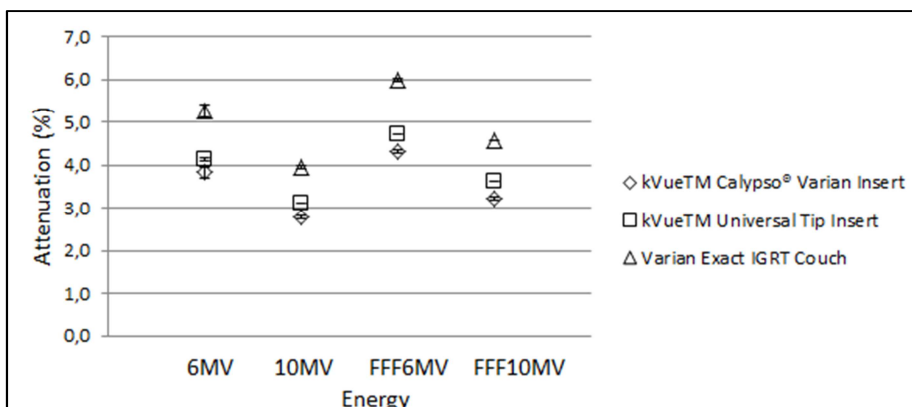 7,0
6,0
5,0
4,0
3,0
2,0
1,0
0,0
Attenuation (%)
6MV 10MV FFF6MV FFF10MV
Energy
kVueTM Calypso® Varian Insert
kVueTM Universal Tip Insert
Varian Exact IGRT Couch